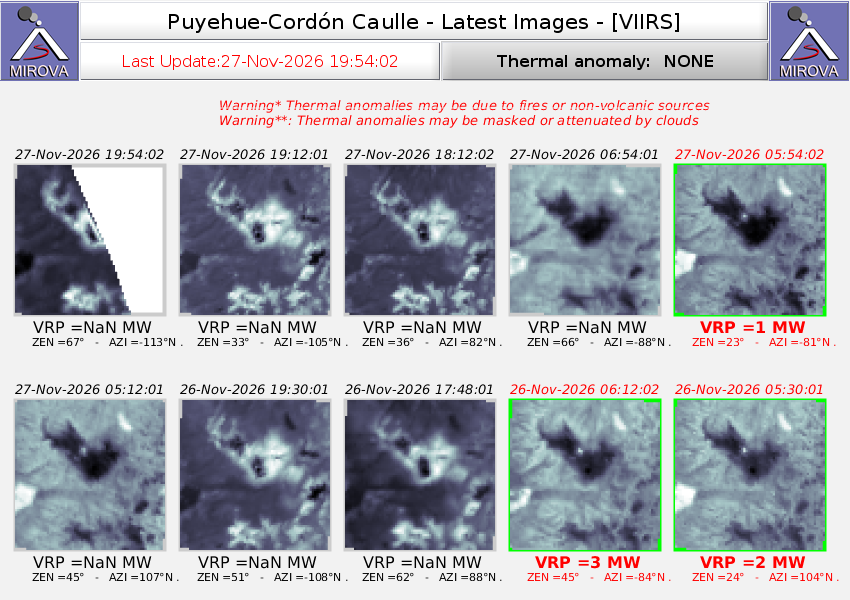 Puyehue-Cordón Caulle - Latest Images - [VIIRS]
MIROVA
Last Update:27-Nov-2026 19:54:02
Thermal anomaly: NONE
MIROVA
Warning* Thermal anomalies may be due to fires or non-volcanic sources
Warning**: Thermal anomalies may be masked or attenuated by clouds
27-Nov-2026 19:54:02 27-Nov-2026 19:12:01 27-Nov-2026 18:12:02 27-Nov-2026 06:54:01 27-Nov-2026 05:54:02
VRP =NaN MW VRP =NaN MW VRP =NaN MW VRP =NaN MW VRP =1 MW
ZEN =67° - AZI =-113°N . ZEN =33° - AZI =-105°N . ZEN =36° - AZI =82°N . ZEN =66° - AZI =-88°N . ZEN =23° - AZI =-81°N .
27-Nov-2026 05:12:01 26-Nov-2026 19:30:01 26-Nov-2026 17:48:01 26-Nov-2026 06:12:02 26-Nov-2026 05:30:01
VRP =NaN MW VRP =NaN MW VRP =NaN MW VRP =3 MW VRP =2 MW
ZEN =45° - AZI =107°N . ZEN =51° - AZI =-108°N . ZEN =62° - AZI =88°N . ZEN =45° - AZI =-84°N . ZEN =24° - AZI =104°N .